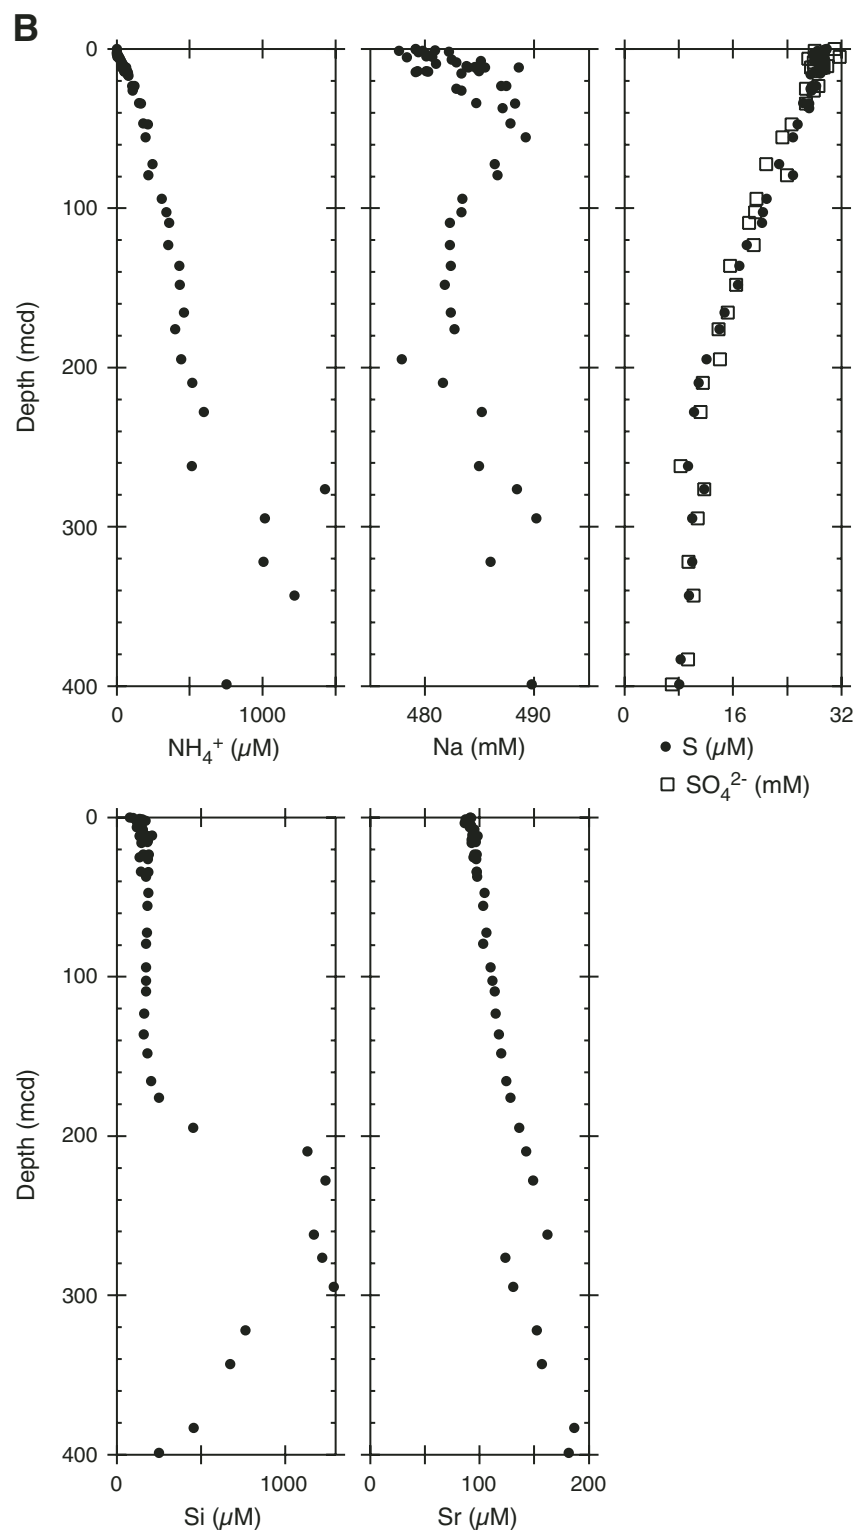 B
0
100
200
300
400
Depth (mcd)
0 1000
NH₄⁺ (µM)
480 490
Na (mM)
0 16 32
● S (µM)
□ SO₄²⁻ (mM)
0
100
200
300
400
Depth (mcd)
0 1000
Si (µM)
0 100 200
Sr (µM)